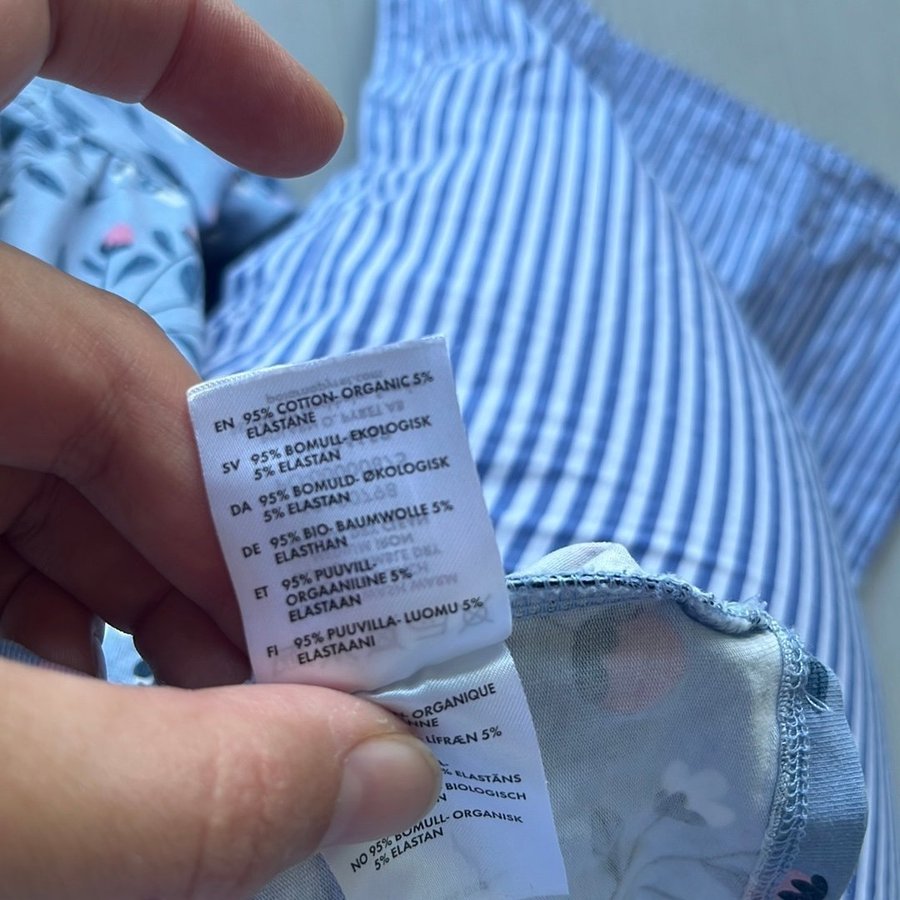 EN 95% COTTON- ORGANIC 5%
ELASTANE
SV 95% BOMULL- EKOLOGISK
5% ELASTAN
DA 95% BOMULD- ØKOLOGISK
5% ELASTAN
DE 95% BIO- BAUMWOLLE 5%
ELASTHAN
ET 95% PUUVILL-
ORGAANILINE 5%
ELASTAAN
FI 95% PUUVILLA- LUOMU 5%
ELASTAANI
ORGANIQUE
LÍFRÆN 5%
% ELASTĀNS
BIOLOGISCH
NO 95% BOMULL- ORGANISK
5% ELASTAN